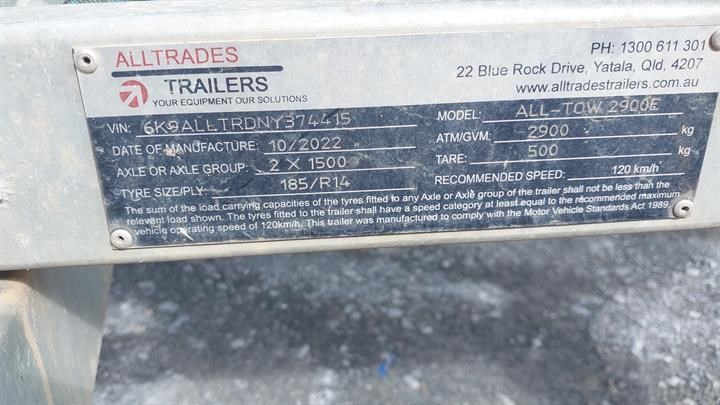 ALLTRADES
TRAILERS
YOUR EQUIPMENT OUR SOLUTIONS
PH: 1300 611 301
22 Blue Rock Drive, Yatala, Qld, 4207
www.alltradestrailers.com.au
VIN: 6K9ALLTRDNY374415
MODEL: ALL-TOW 2900E
DATE OF MANUFACTURE: 10/2022
ATM/GVM: 2900 kg
AXLE OR AXLE GROUP: 2 X 1500
TARE: 500 kg
TYRE SIZE/PLY: 185/R14
RECOMMENDED SPEED: 120 km/h
The sum of the load carrying capacities of the tyres fitted to any Axle or Axle group of the trailer shall not be less than the
relevent load shown. The tyres fitted to the trailer shall have a speed category at least equal to the recommended maximum
vehicle operating speed of 120km/h. This trailer was manufactured to comply with the Motor Vehicle Standards Act 1989.